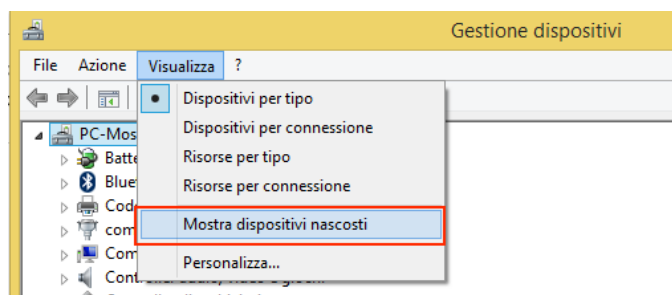 Gestione dispositivi
File Azione Visualizza ?
Dispositivi per tipo
Dispositivi per connessione
Risorse per tipo
Risorse per connessione
Mostra dispositivi nascosti
Personalizza...
PC-Mos
Batte
Blue
Cod
com
Com